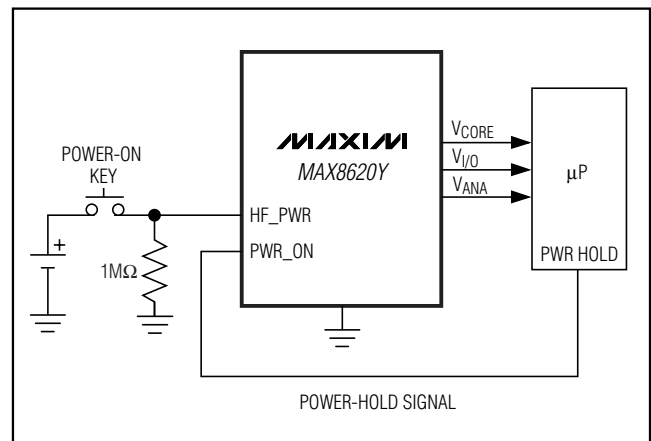 MAXIM
MAX8620Y
POWER-ON
KEY
+
1MΩ
HF_PWR
PWR_ON
VCORE
VI/O
VANA
μP
PWR HOLD
POWER-HOLD SIGNAL